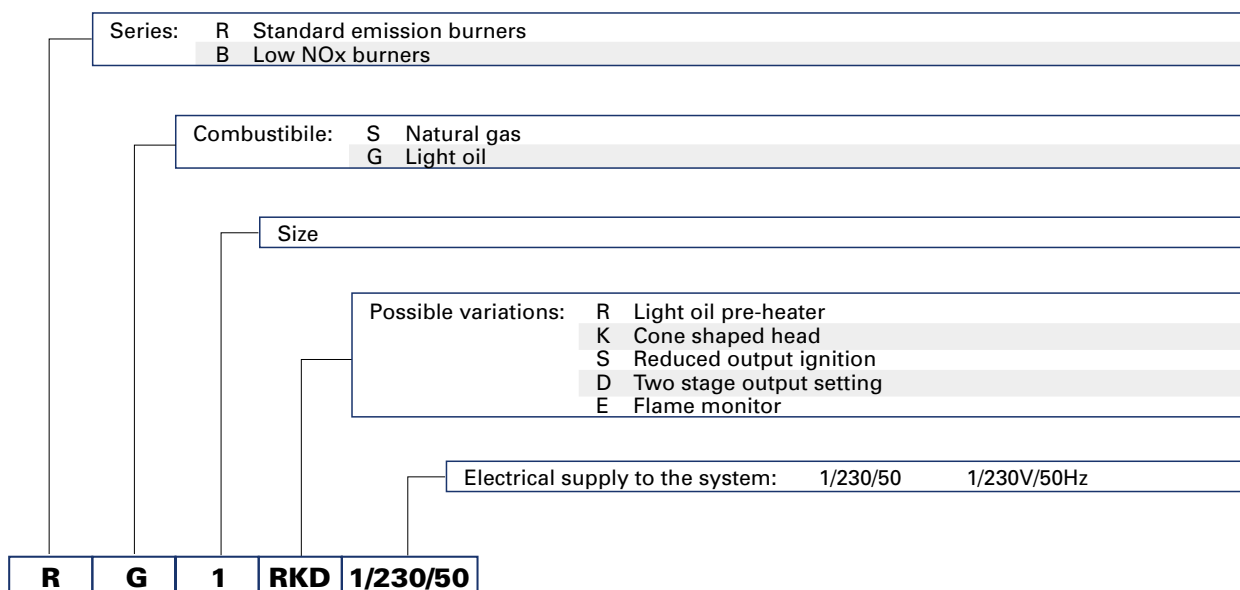 Series: R Standard emission burners
B Low NOx burners
Combustibile: S Natural gas
G Light oil
Size
Possible variations: R Light oil pre-heater
K Cone shaped head
S Reduced output ignition
D Two stage output setting
E Flame monitor
Electrical supply to the system: 1/230/50 1/230V/50Hz
R G 1 RKD 1/230/50